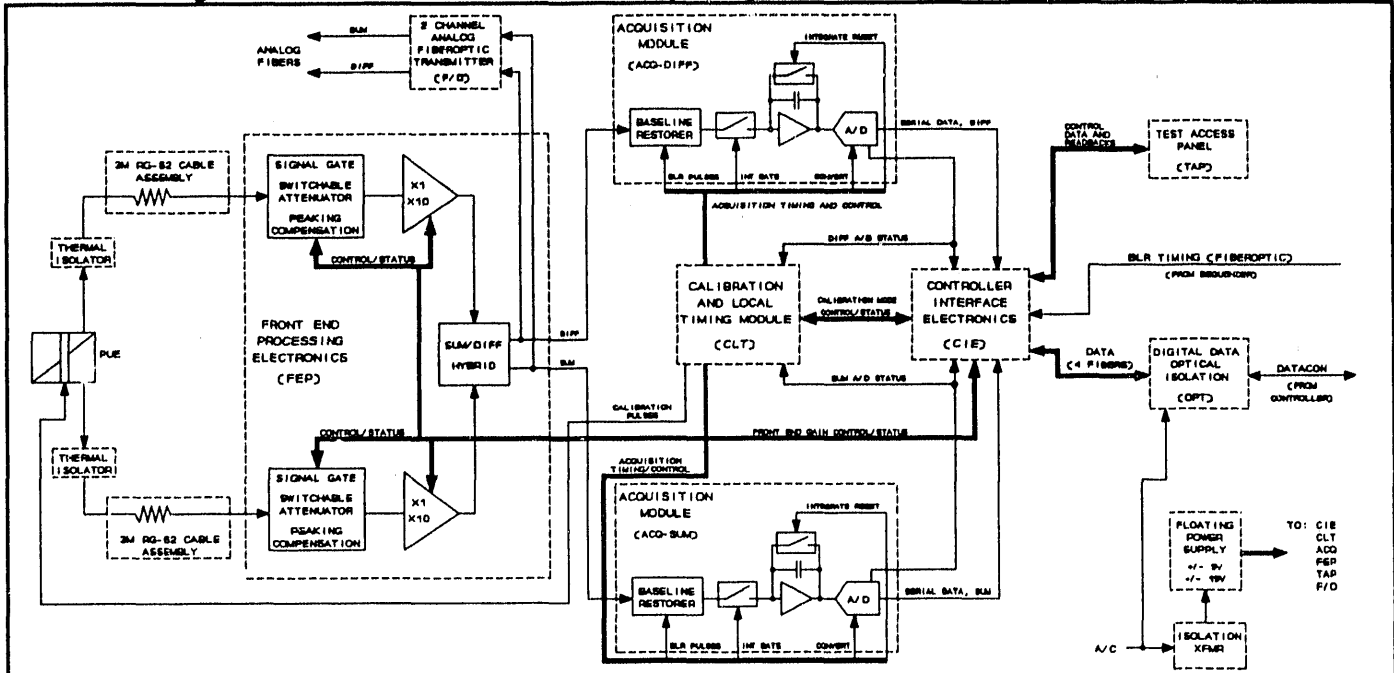 ANALOG
FIBERS
SUM
DIFF
2 CHANNEL
ANALOG
FIBEROPTIC
TRANSMITTER
(F/O)
3M RG-62 CABLE
ASSEMBLY
THERMAL
ISOLATOR
PUE
THERMAL
ISOLATOR
3M RG-62 CABLE
ASSEMBLY
SIGNAL GATE
SWITCHABLE
ATTENUATOR
PEAKING
COMPENSATION
X1
X10
CONTROL/STATUS
FRONT END
PROCESSING
ELECTRONICS
(FEP)
SUM/DIFF
HYBRID
DIFF
SUM
CONTROL/STATUS
SIGNAL GATE
SWITCHABLE
ATTENUATOR
PEAKING
COMPENSATION
X1
X10
ACQUISITION
MODULE
(ACQ-DIFF)
INTEGRATE RESET
BASELINE
RESTORER
A/D
SERIAL DATA, DIFF
BLR PULSES
INT GATE
CONVERT
ACQUISITION TIMING AND CONTROL
DIFF A/D STATUS
CALIBRATION
AND LOCAL
TIMING MODULE
(CLT)
CALIBRATION MODE
CONTROL/STATUS
CONTROLLER
INTERFACE
ELECTRONICS
(CIE)
SUM A/D STATUS
CALIBRATION
PULSES
FRONT END GAIN CONTROL/STATUS
ACQUISITION
TIMING/CONTROL
ACQUISITION
MODULE
(ACQ-SUM)
INTEGRATE RESET
BASELINE
RESTORER
A/D
SERIAL DATA, SUM
BLR PULSES
INT GATE
CONVERT
CONTROL
DATA AND
READBACKS
TEST ACCESS
PANEL
(TAP)
BLR TIMING (FIBEROPTIC)
(FROM SEQUENCER)
DATA
(4 FIBERS)
DIGITAL DATA
OPTICAL
ISOLATION
(OPT)
DATACON
(FROM
CONTROLLER)
FLOATING
POWER
SUPPLY
+/- 5V
+/- 15V
TO: CIE
CLT
ACQ
FEP
TAP
F/O
A/C
ISOLATION
XFMR